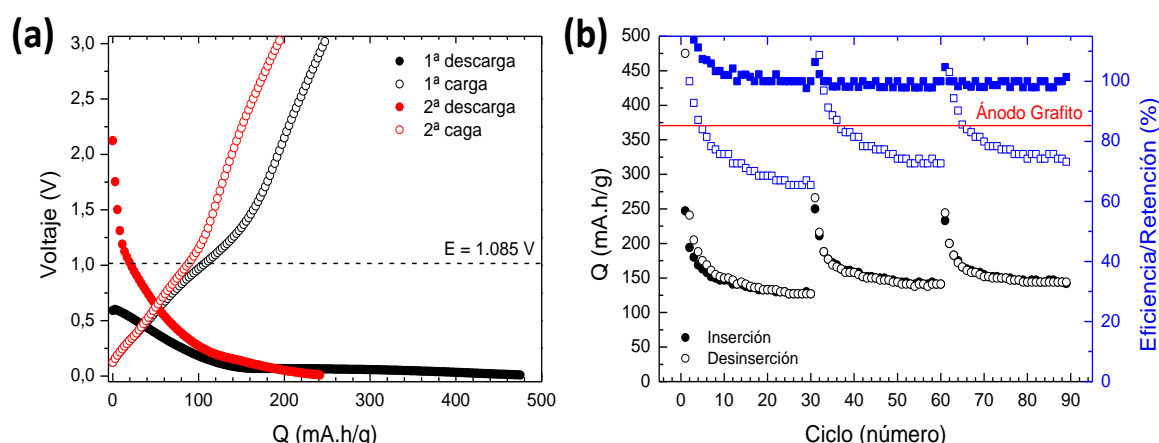 (a)
3,0
2,5
2,0
1,5
1,0
0,5
0,0
Voltaje (V)
1ª descarga
1ª carga
2ª descarga
2ª caga
E = 1.085 V
0
100
200
300
400
500
Q (mA.h/g)
(b)
500
450
400
350
300
250
200
150
100
50
0
Q (mA.h/g)
Ánodo Grafito
Inserción
Desinserción
0
10
20
30
40
50
60
70
80
90
Ciclo (número)
100
80
60
40
20
0
Eficiencia/Retención (%)